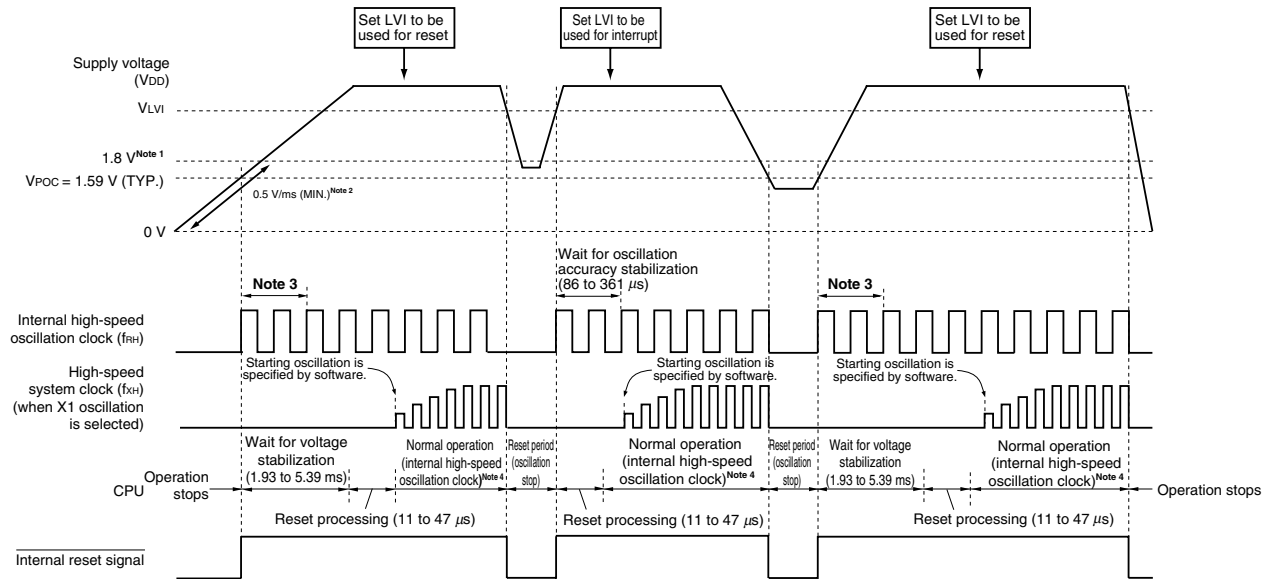 Set LVI to be
used for reset
Set LVI to be
used for interrupt
Set LVI to be
used for reset
Supply voltage
(VDD)
VLVI
1.8 V Note 1
VPOC = 1.59 V (TYP.)
0.5 V/ms (MIN.) Note 2
0 V
Wait for oscillation
accuracy stabilization
(86 to 361 μs)
Note 3
Note 3
Internal high-speed
oscillation clock (fRH)
Starting oscillation is
specified by software.
Starting oscillation is
specified by software.
Starting oscillation is
specified by software.
High-speed
system clock (fXH)
(when X1 oscillation
is selected)
Wait for voltage
stabilization
(1.93 to 5.39 ms)
Normal operation
(internal high-speed
oscillation clock) Note 4
Reset period
(oscillation
stop)
Normal operation
(internal high-speed
oscillation clock) Note 4
Reset period
(oscillation
stop)
Wait for voltage
stabilization
(1.93 to 5.39 ms)
Normal operation
(internal high-speed
oscillation clock) Note 4
CPU
Operation
stops
Operation stops
Reset processing (11 to 47 μs)
Reset processing (11 to 47 μs)
Reset processing (11 to 47 μs)
Internal reset signal